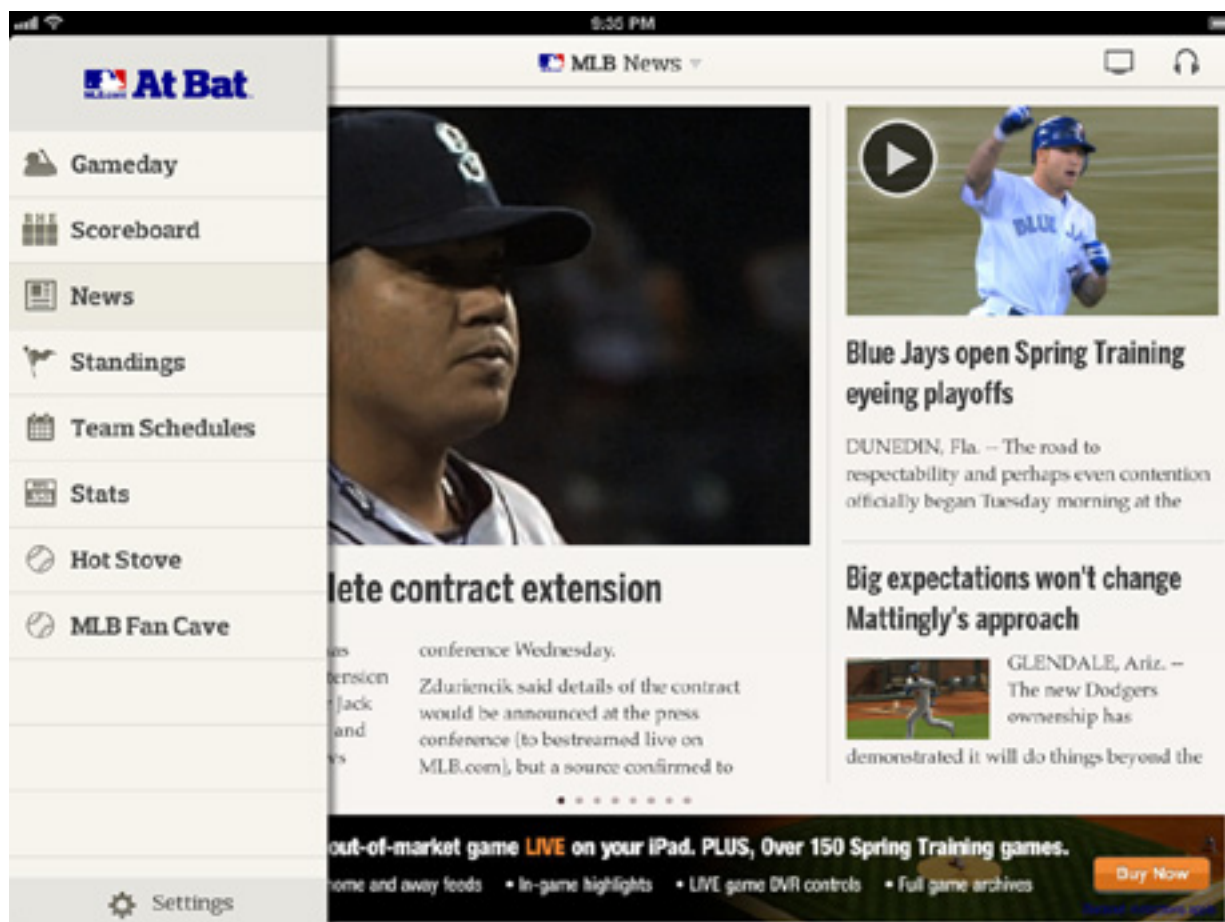 9:35 PM
At Bat
MLB News
Gameday
Scoreboard
News
Standings
Team Schedules
Stats
Hot Stove
MLB Fan Cave
Settings
lete contract extension
as
tension
Jack
and
conference Wednesday.
Zduriencik said details of the contract
would be announced at the press
conference (to bestreamed live on
MLB.com), but a source confirmed to
BLUE JA
Blue Jays open Spring Training
eyeing playoffs
DUNEDIN, Fla. – The road to
respectability and perhaps even contention
officially began Tuesday morning at the
Big expectations won't change
Mattingly's approach
GLENDALE, Ariz. –
The new Dodgers
ownership has
demonstrated it will do things beyond the
out-of-market game LIVE on your iPad. PLUS, Over 150 Spring Training games.
home and away feeds • In-game highlights • LIVE game DVR controls • Full game archives
Buy Now